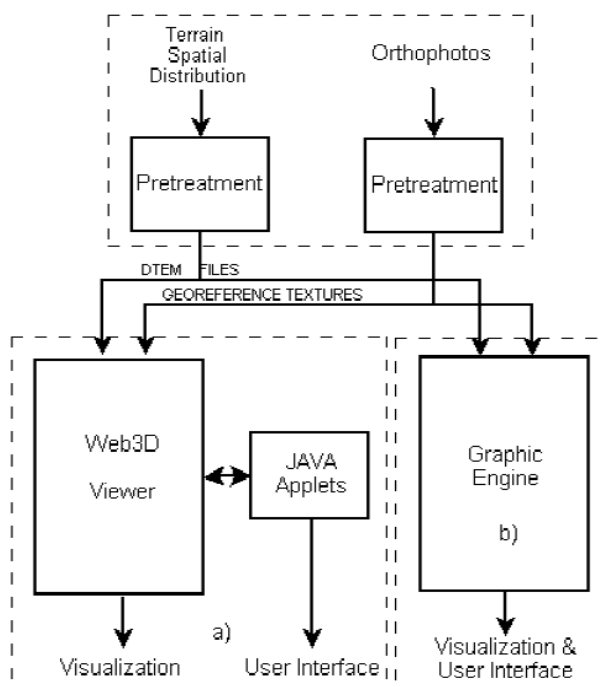 Terrain
Spatial
Distribution
Orthophotos
Pretreatment
Pretreatment
DTEM FILES
GEOREFERENCE TEXTURES
Web3D
Viewer
JAVA
Applets
Graphic
Engine
b)
a)
Visualization
User Interface
Visualization &
User Interface